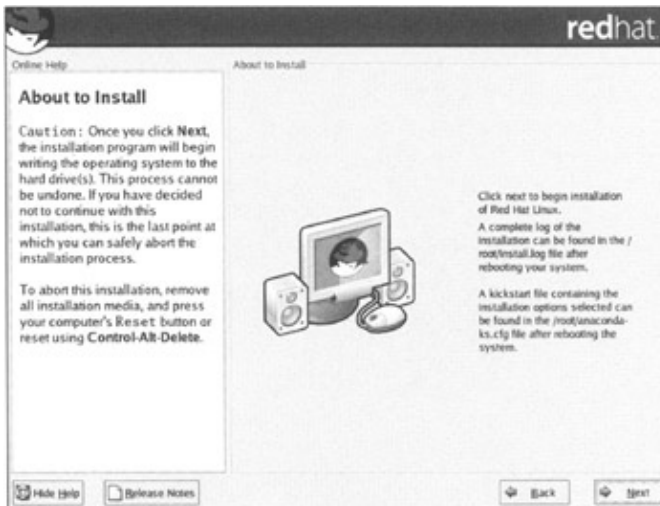 redhat.
Online Help
About to Install
About to Install
Caution: Once you click Next,
the installation program will begin
writing the operating system to the
hard drive(s). This process cannot
be undone. If you have decided
not to continue with this
installation, this is the last point at
which you can safely abort the
installation process.
To abort this installation, remove
all installation media, and press
your computer's Reset button or
reset using Control-Alt-Delete.
Click next to begin installation
of Red Hat Linux.
A complete log of the
installation can be found in the /
root/install.log file after
rebooting your system.
A kickstart file containing the
installation options selected can
be found in the /root/anaconda-
ks.cfg file after rebooting the
system.
Hide Help
Release Notes
Back
Next